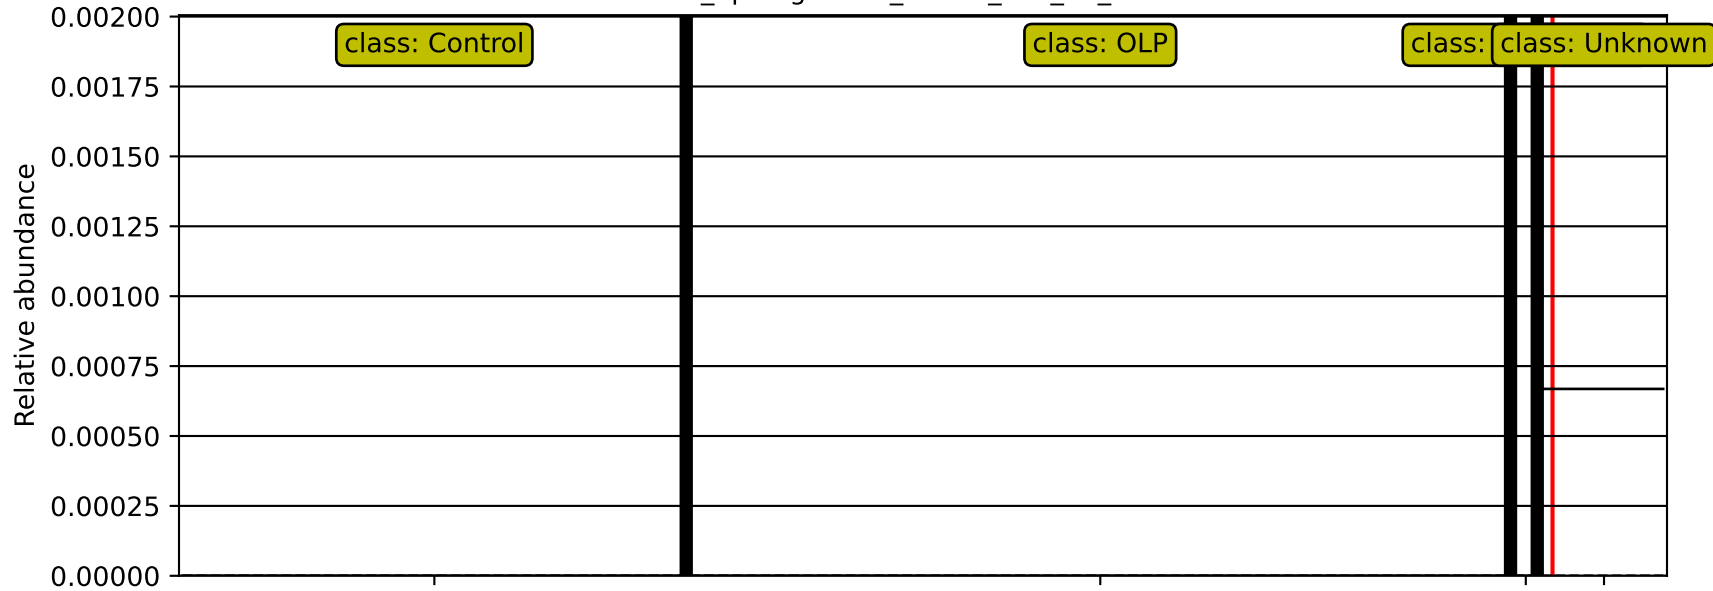 0.00200
class: Control
class: OLP
class:
class: Unknown
0.00175
0.00150
0.00125
0.00100
0.00075
0.00050
0.00025
0.00000
Relative abundance